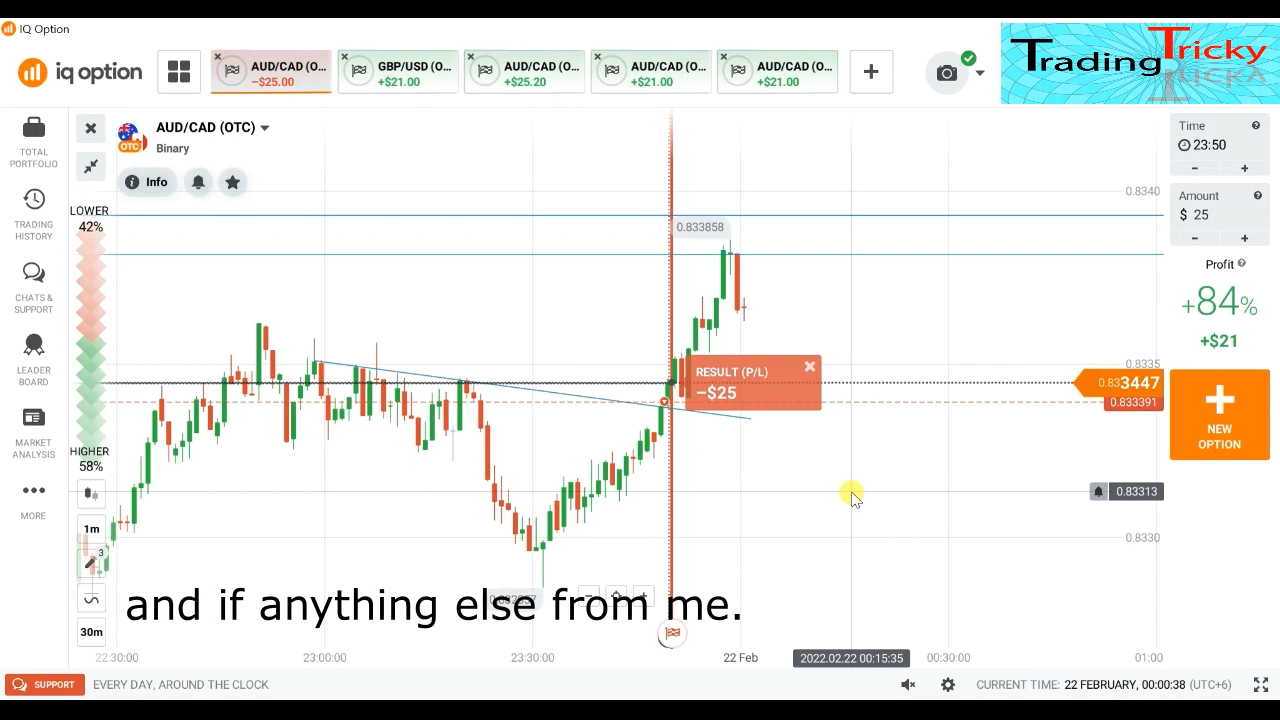 IQ Option
iq option
AUD/CAD (O...
−$25.00
GBP/USD (O...
+$21.00
AUD/CAD (O...
+$25.20
AUD/CAD (O...
+$21.00
AUD/CAD (O...
+$21.00
Trading Tricky
TOTAL
PORTFOLIO
TRADING
HISTORY
CHATS &
SUPPORT
LEADER
BOARD
MARKET
ANALYSIS
MORE
AUD/CAD (OTC)
OTC
Binary
Info
LOWER
42%
HIGHER
58%
1m
3
30m
0.833858
RESULT (P/L)
−$25
0.8340
0.8335
0.833447
0.833391
0.83313
0.8330
Time
23:50
- +
Amount
$ 25
- +
Profit
+84%
+$21
NEW
OPTION
and if anything else from me.
22:30:00
23:00:00
23:30:00
22 Feb
2022.02.22 00:15:35
00:30:00
01:00
SUPPORT
EVERY DAY, AROUND THE CLOCK
CURRENT TIME: 22 FEBRUARY, 00:00:38 (UTC+6)